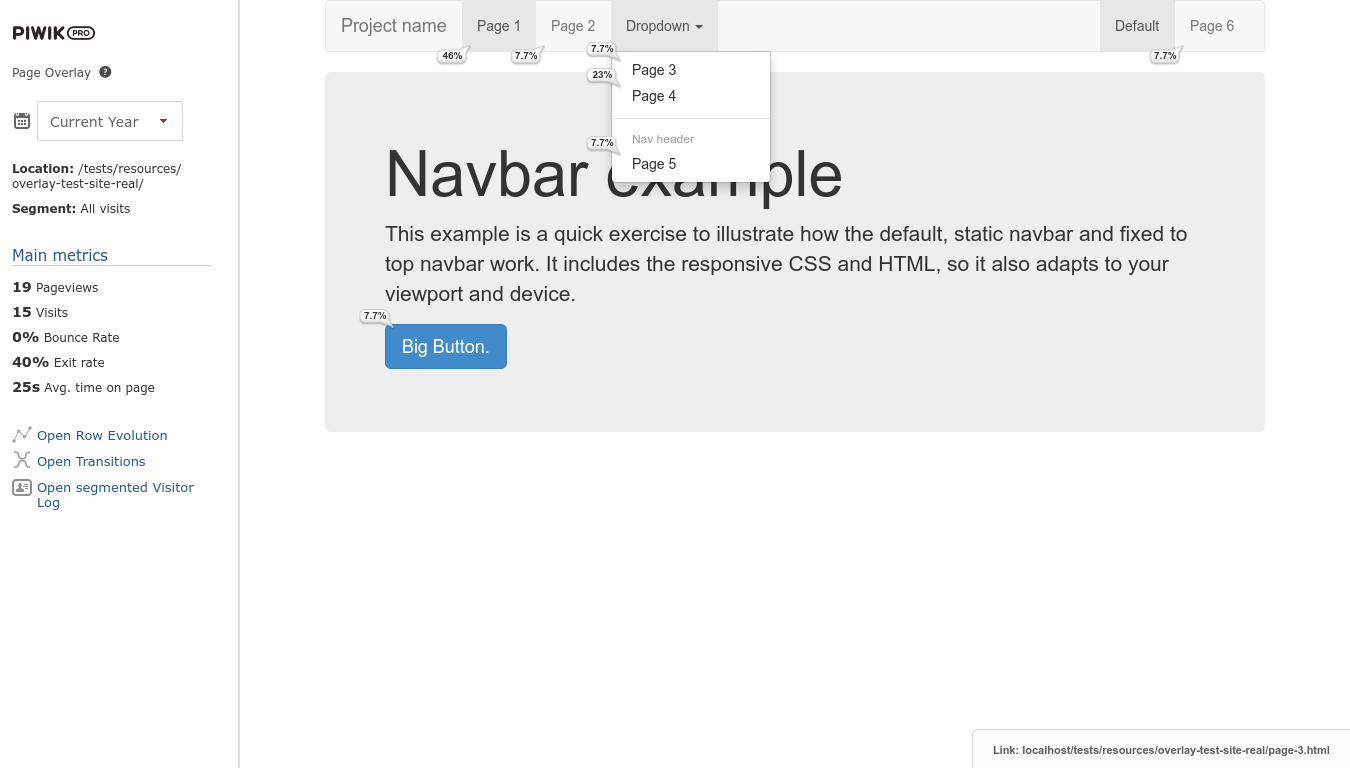 PIWIK PRO
Page Overlay ?
Current Year
Location: /tests/resources/
overlay-test-site-real/
Segment: All visits
Main metrics
19 Pageviews
15 Visits
0% Bounce Rate
40% Exit rate
25s Avg. time on page
Open Row Evolution
Open Transitions
Open segmented Visitor
Log
Project name Page 1 Page 2 Dropdown Default Page 6
46% 7.7% 7.7% 7.7%
Page 3
23%
Page 4
Nav header
7.7%
Page 5
Navbar example
This example is a quick exercise to illustrate how the default, static navbar and fixed to
top navbar work. It includes the responsive CSS and HTML, so it also adapts to your
viewport and device.
7.7%
Big Button.
Link: localhost/tests/resources/overlay-test-site-real/page-3.html